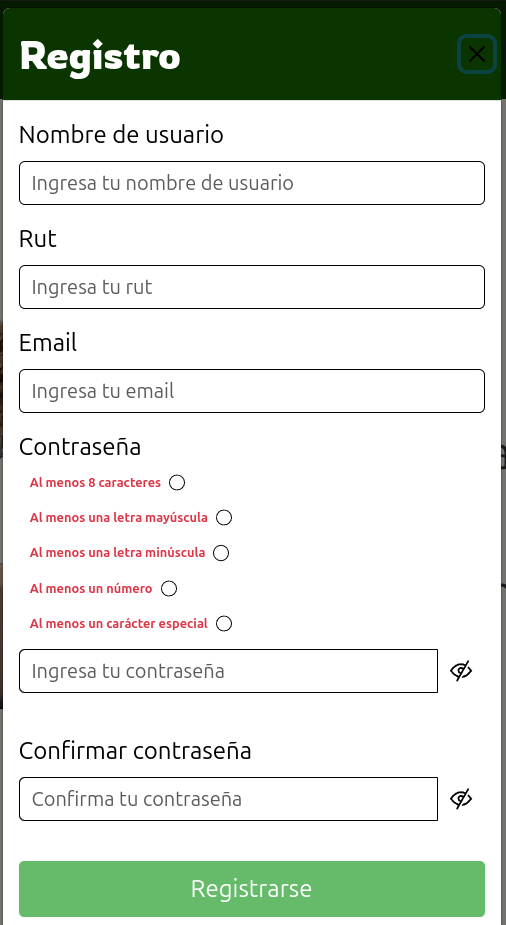 Registro
Nombre de usuario
Ingresa tu nombre de usuario
Rut
Ingresa tu rut
Email
Ingresa tu email
Contraseña
Al menos 8 caracteres
Al menos una letra mayúscula
Al menos una letra minúscula
Al menos un número
Al menos un carácter especial
Ingresa tu contraseña
Confirmar contraseña
Confirma tu contraseña
Registrarse